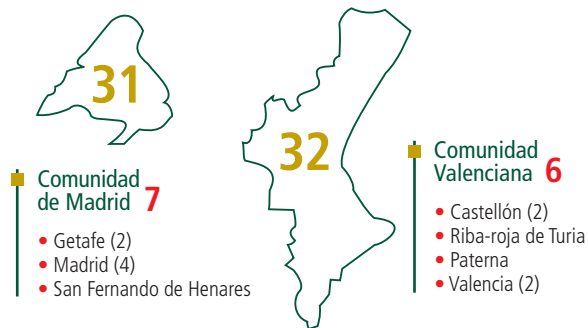 31
Comunidad
de Madrid 7
• Getafe (2)
• Madrid (4)
• San Fernando de Henares
32
Comunidad
Valenciana 6
• Castellón (2)
• Riba-roja de Turia
• Paterna
• Valencia (2)